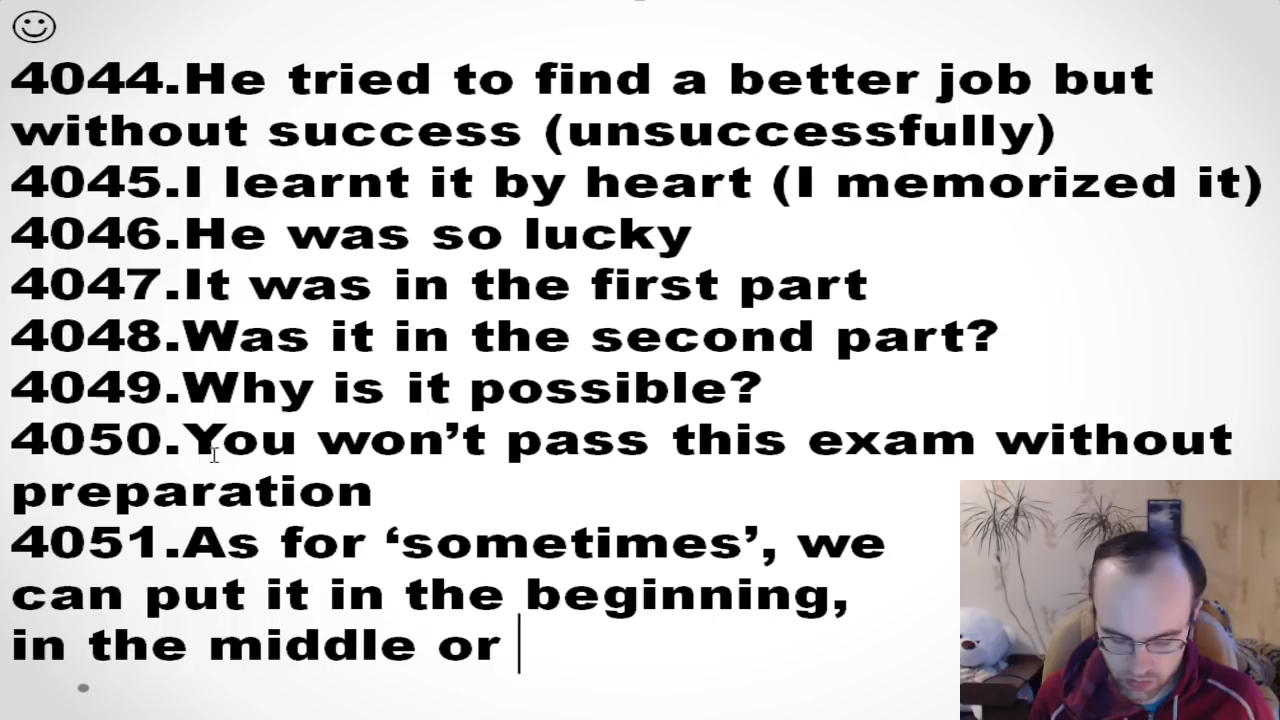 4044.He tried to find a better job but
without success (unsuccessfully)
4045.I learnt it by heart (I memorized it)
4046.He was so lucky
4047.It was in the first part
4048.Was it in the second part?
4049.Why is it possible?
4050.You won’t pass this exam without
preparation
4051.As for ‘sometimes’, we
can put it in the beginning,
in the middle or